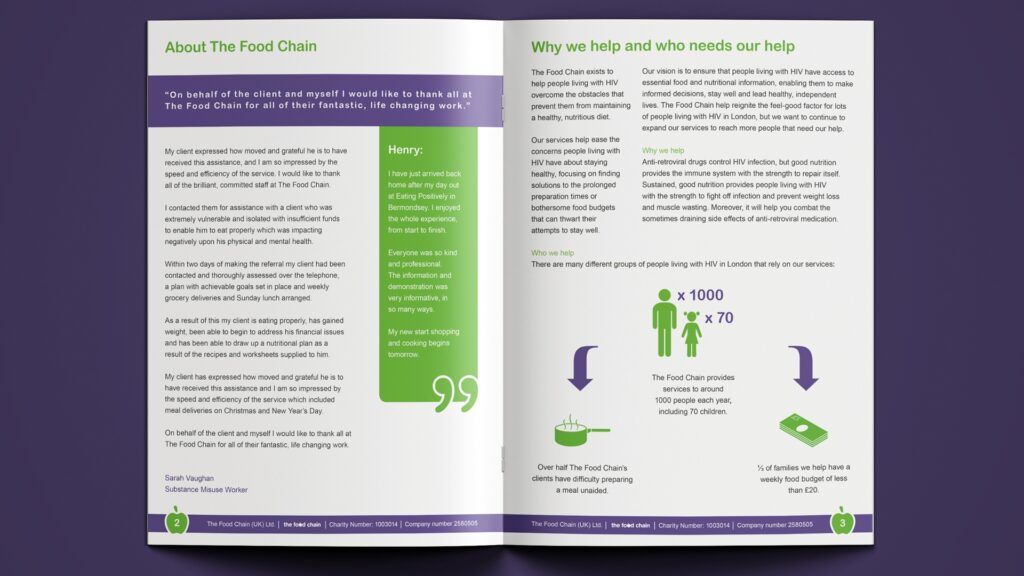 About The Food Chain
“On behalf of the client and myself I would like to thank all at
The Food Chain for all of their fantastic, life changing work.”
My client expressed how moved and grateful he is to have
received this assistance, and I am so impressed by the
speed and efficiency of the service. I would like to thank
all of the brilliant, committed staff at The Food Chain.
I contacted them for assistance with a client who was
extremely vulnerable and isolated with insufficient funds
to enable him to eat properly which was impacting
negatively upon his physical and mental health.
Within two days of making the referral my client had been
contacted and thoroughly assessed over the telephone;
a plan with achievable goals set in place and weekly
grocery deliveries and Sunday lunch arranged.
As a result of this my client is eating properly, has gained
weight, been able to begin to address his financial issues
and has been able to draw up a nutritional plan as a
result of the recipes and worksheets supplied to him.
My client has expressed how moved and grateful he is to
have received this assistance and I am so impressed by
the speed and efficiency of the service which included
meal deliveries on Christmas and New Year’s Day.
On behalf of the client and myself I would like to thank all at
The Food Chain for all of their fantastic, life changing work
Sarah Vaughan
Substance Misuse Worker
Henry:
I have just arrived back
home after my day out
at Eating Positively in
Bermondsey. I enjoyed
the whole experience,
from start to finish.
Everyone was so kind
and professional.
The information and
demonstration was
very informative, in
so many ways.
My new start shopping
and cooking begins
tomorrow.
”
2
The Food Chain (UK) Ltd. | the food chain | Charity Number: 1003014 | Company number 2580505
Why we help and who needs our help
The Food Chain exists to
help people living with HIV
overcome the obstacles that
prevent them from maintaining
a healthy, nutritious diet.
Our services help ease the
concerns people living with
HIV have about staying
healthy, focusing on finding
solutions to the prolonged
preparation times or
bothersome food budgets
that can thwart their
attempts to stay well.
Our vision is to ensure that people living with HIV have access to
essential food and nutritional information, enabling them to make
informed decisions, stay well and lead healthy, independent
lives. The Food Chain help reignite the feel-good factor for lots
of people living with HIV in London, but we want to continue to
expand our services to reach more people that need our help.
Why we help
Anti-retroviral drugs control HIV infection, but good nutrition
provides the immune system with the strength to repair itself.
Sustained, good nutrition provides people living with HIV
with the strength to fight off infection and prevent weight loss
and muscle wasting. Moreover, it will help you combat the
sometimes draining side effects of anti-retroviral medication.
Who we help
There are many different groups of people living with HIV in London that rely on our services:
x 1000
x 70
The Food Chain provides
services to around
1000 people each year,
including 70 children.
Over half The Food Chain’s
clients have difficulty preparing
a meal unaided.
⅓ of families we help have a
weekly food budget of less
than £20.
The Food Chain (UK) Ltd. | the food chain | Charity Number: 1003014 | Company number 2580505
3